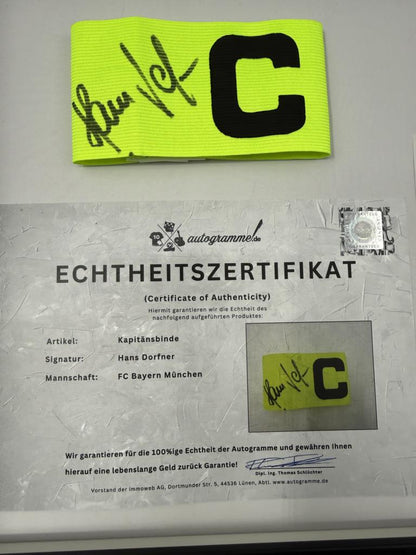 C
autogramme!.de
ECHTHEITSZERTIFIKAT
(Certificate of Authenticity)
Hiermit garantieren wir die Echtheit des
nachfolgend aufgeführten Produktes:
Artikel: Kapitänsbinde
Signatur: Hans Dorfner
Mannschaft: FC Bayern München
C
Wir garantieren für die 100%ige Echtheit der Autogramme und gewähren Ihnen
hierauf eine lebenslange Geld zurück Garantie!
Dipl. Ing. Thomas Schlüchter
Vorstand der immoweb AG, Dortmunder Str. 5, 44536 Lünen, Abtl. www.autogramme.de